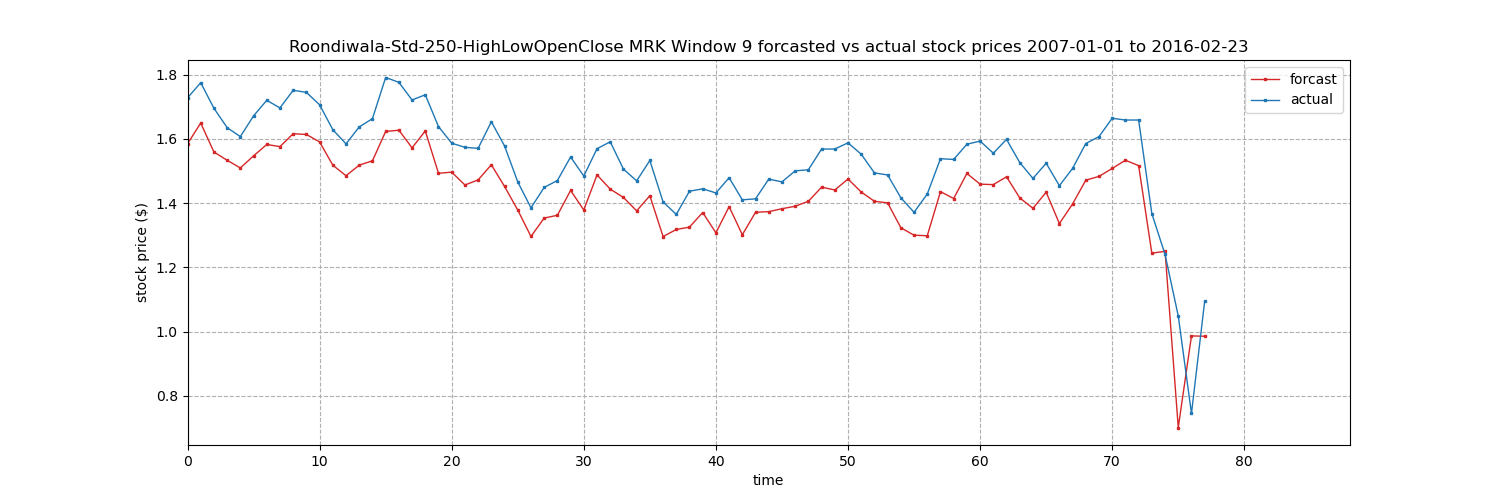 Roondiwala-Std-250-HighLowOpenClose MRK Window 9 forcasted vs actual stock prices 2007-01-01 to 2016-02-23
forcast
actual
stock price ($)
1.8
1.6
1.4
1.2
1.0
0.8
0 10 20 30 40 50 60 70 80
time